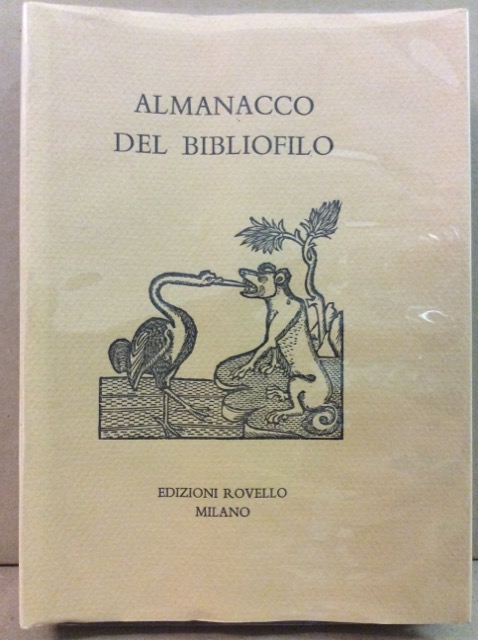 ALMANACCO
DEL BIBLIOFILO
EDIZIONI ROVELLO
MILANO